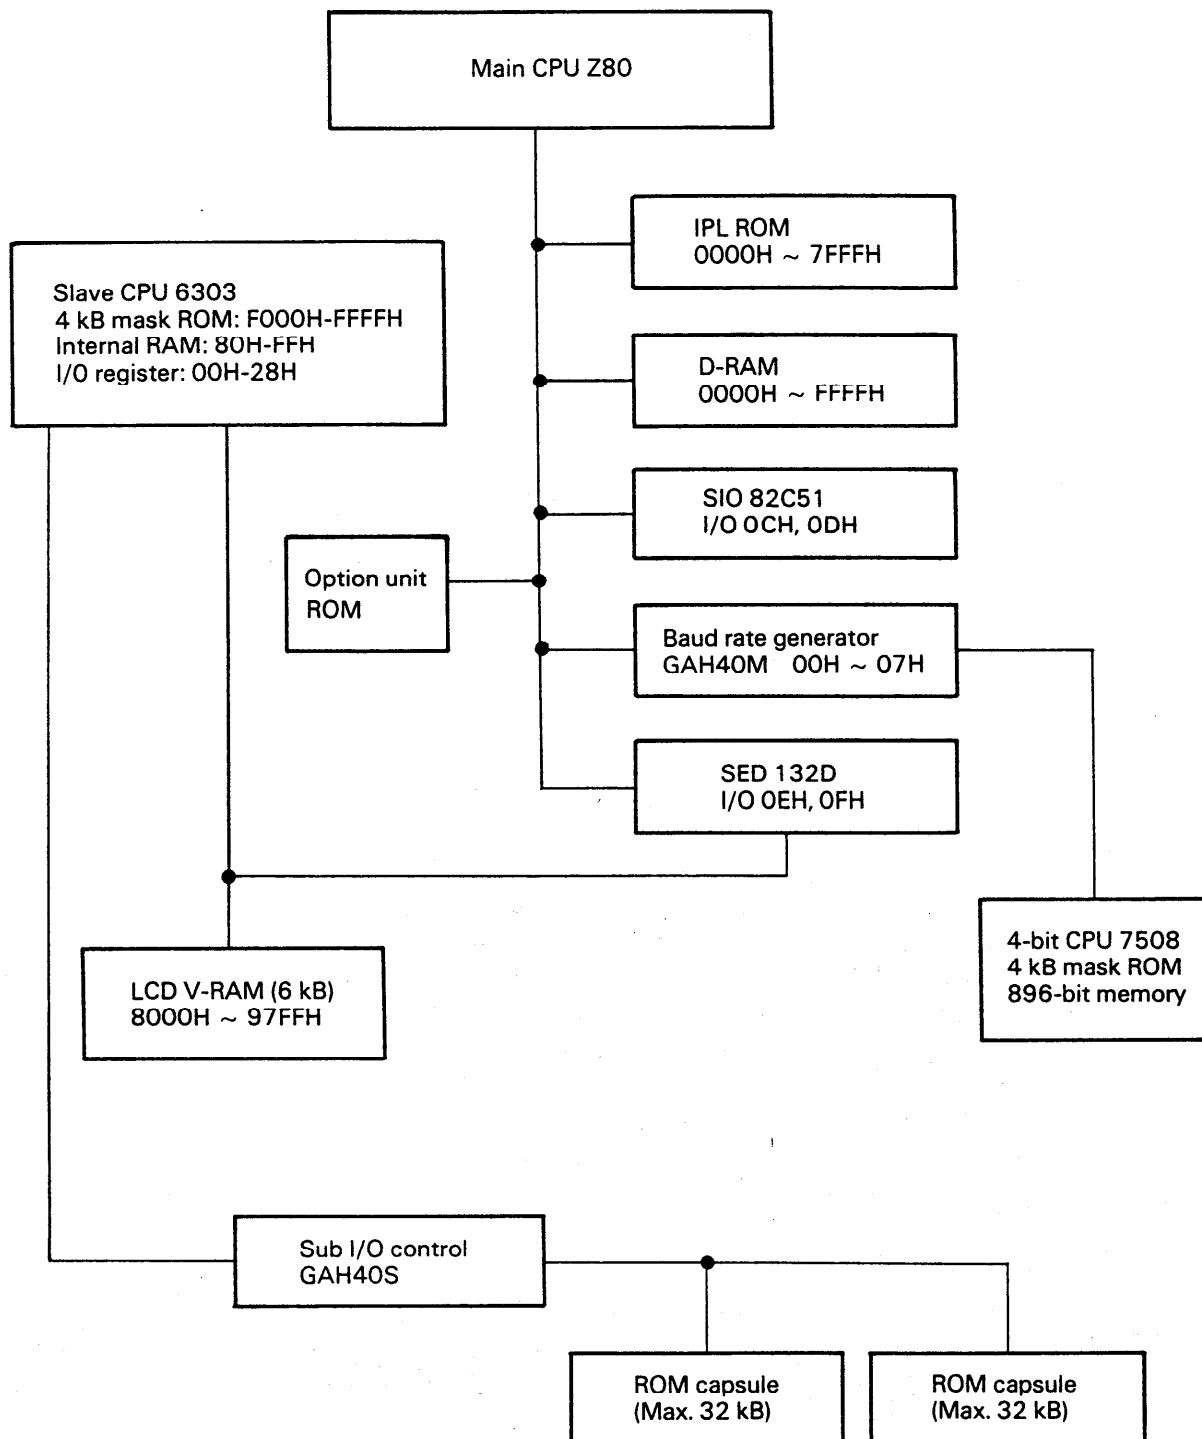 Main CPU Z80
IPL ROM
0000H ~ 7FFFH
Slave CPU 6303
4 kB mask ROM: F000H-FFFFH
Internal RAM: 80H-FFH
I/O register: 00H-28H
D-RAM
0000H ~ FFFFH
SIO 82C51
I/O 0CH, 0DH
Option unit
ROM
Baud rate generator
GAH40M 00H ~ 07H
SED 132D
I/O 0EH, 0FH
4-bit CPU 7508
4 kB mask ROM
896-bit memory
LCD V-RAM (6 kB)
8000H ~ 97FFH
Sub I/O control
GAH40S
ROM capsule
(Max. 32 kB)
ROM capsule
(Max. 32 kB)